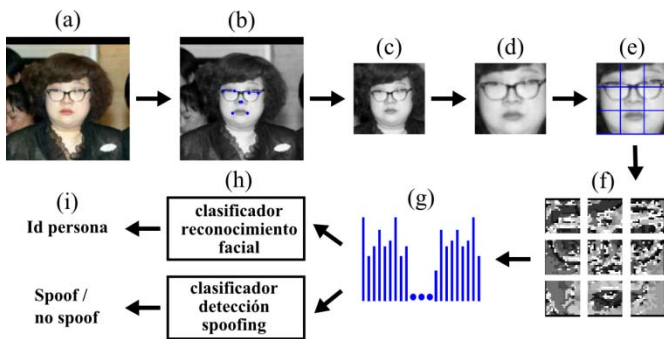 (a)
(b)
(c)
(d)
(e)
(f)
(g)
(h)
(i)
clasificador
reconocimiento
facial
Id persona
clasificador
detección
spoofing
Spoof /
no spoof